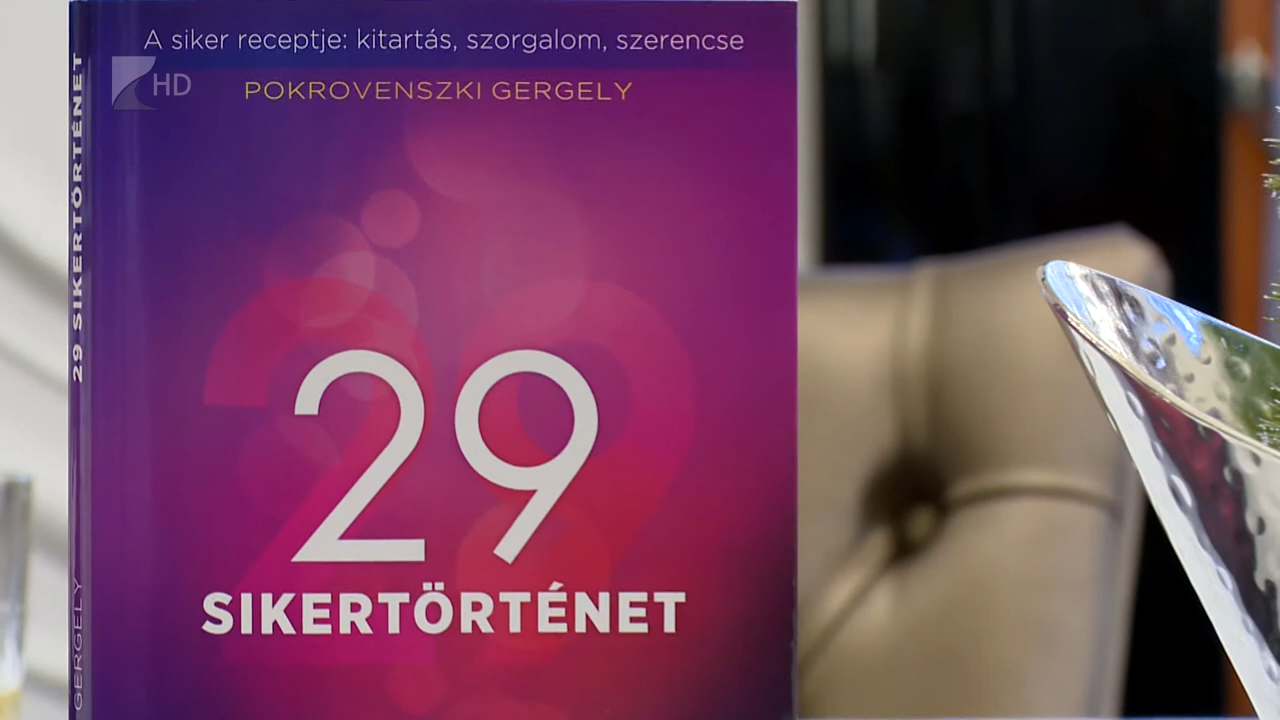 A siker receptje: kitartás, szorgalom, szerencse
HD
POKROVENSZKI GERGELY
29
SIKERTÖRTÉNET
29 SIKERTÖRTÉNET
GERGELY